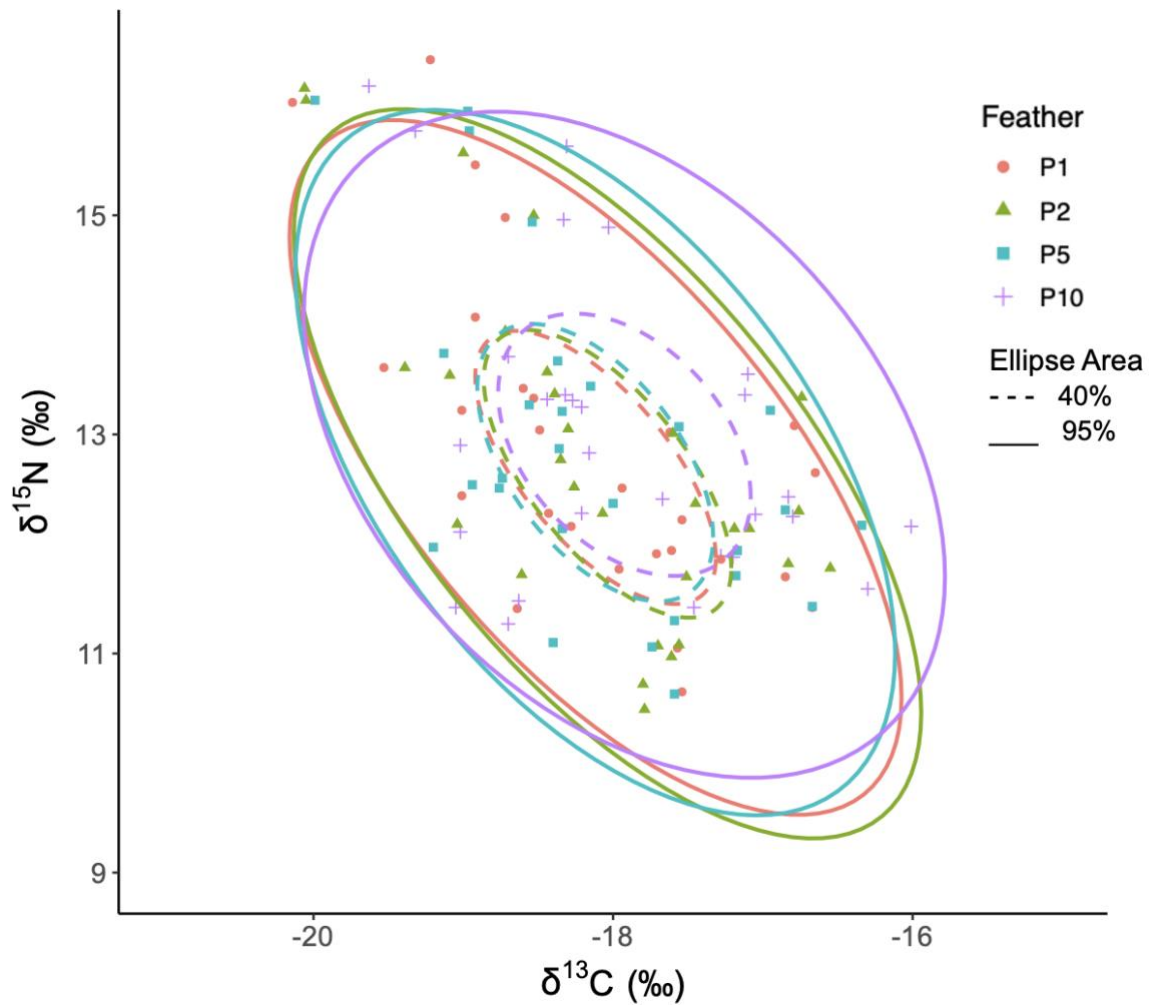 δ¹⁵N (‰)
15
13
11
9
-20
-18
-16
δ¹³C (‰)
Feather
P1
P2
P5
P10
Ellipse Area
40%
95%